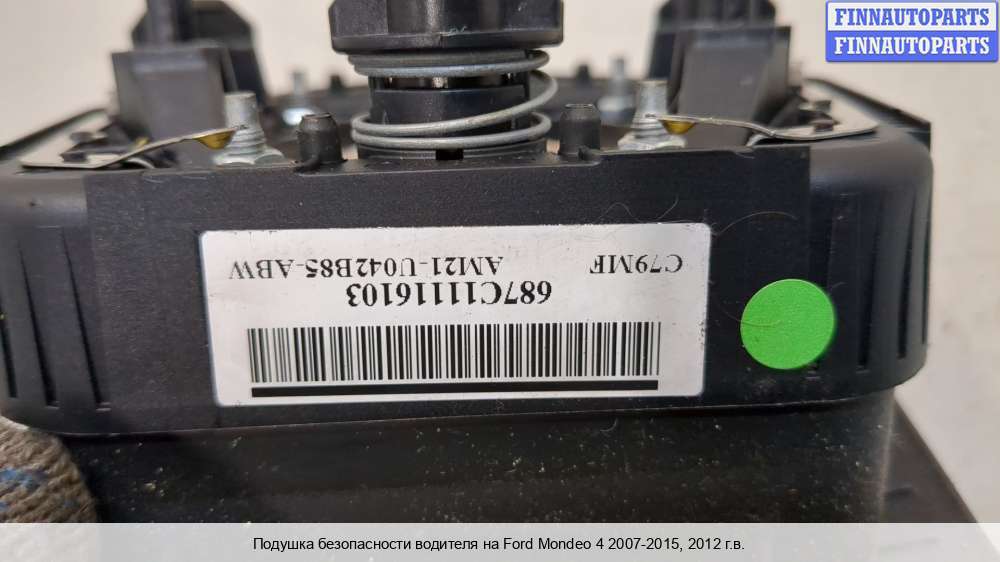 FINNAUTOPARTS
FINNAUTOPARTS
687C11116103
C79MF AM21-U042B85-ABW
Подушка безопасности водителя на Ford Mondeo 4 2007-2015, 2012 г.в.